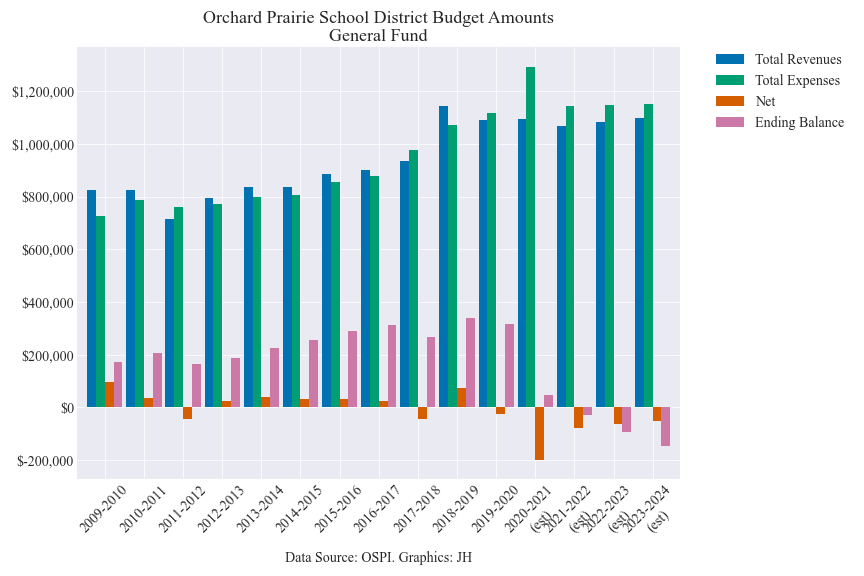 Orchard Prairie School District Budget Amounts
General Fund
Total Revenues
Total Expenses
Net
Ending Balance
$1,200,000
$1,000,000
$800,000
$600,000
$400,000
$200,000
$0
$-200,000
2009-2010
2010-2011
2011-2012
2012-2013
2013-2014
2014-2015
2015-2016
2016-2017
2017-2018
2018-2019
2019-2020
2020-2021
(est)
2021-2022
(est)
2022-2023
(est)
2023-2024
(est)
Data Source: OSPI. Graphics: JH